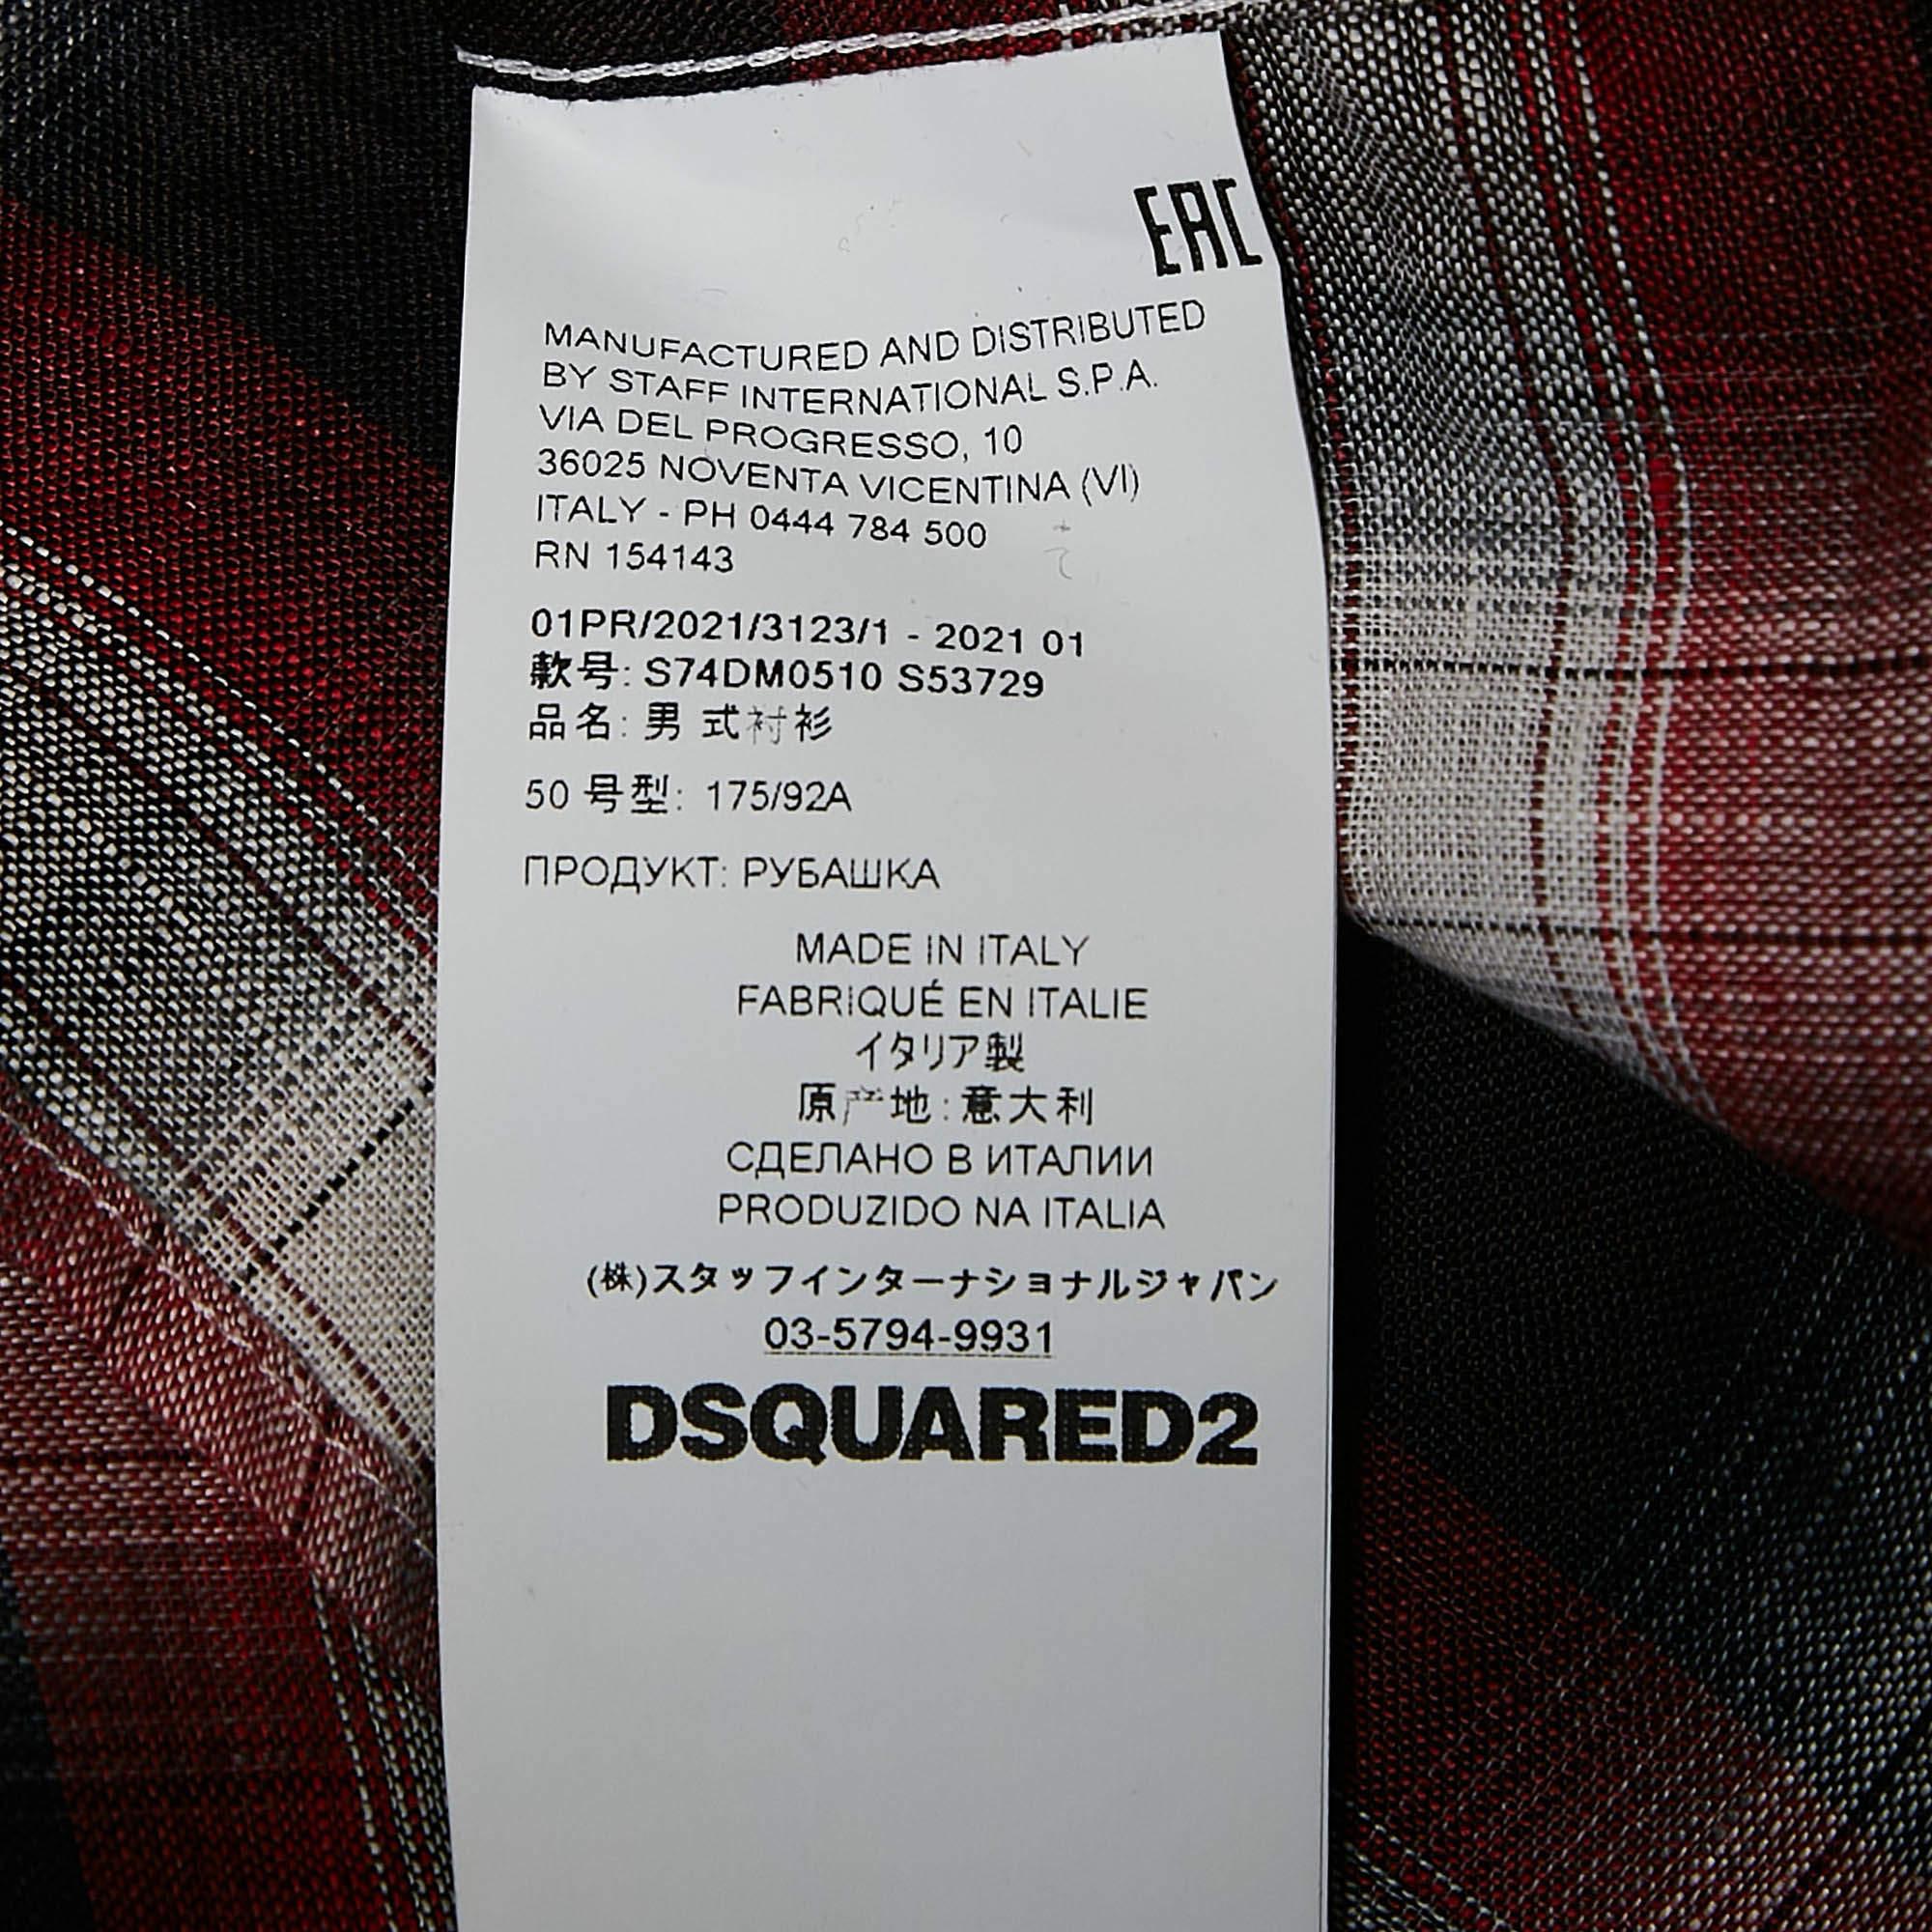 EAC
MANUFACTURED AND DISTRIBUTED
BY STAFF INTERNATIONAL S.P.A.
VIA DEL PROGRESSO, 10
36025 NOVENTA VICENTINA (VI)
ITALY - PH 0444 784 500
RN 154143
01PR/2021/3123/1 - 2021 01
款号: S74DM0510 S53729
品名: 男 式衬衫
50 号型: 175/92A
ПРОДУКТ: РУБАШКА
MADE IN ITALY
FABRIQUÉ EN ITALIE
イタリア製
原产地: 意大利
СДЕЛАНО В ИТАЛИИ
PRODUZIDO NA ITALIA
(株)スタッフインターナショナルジャパン
03-5794-9931
DSQUARED2